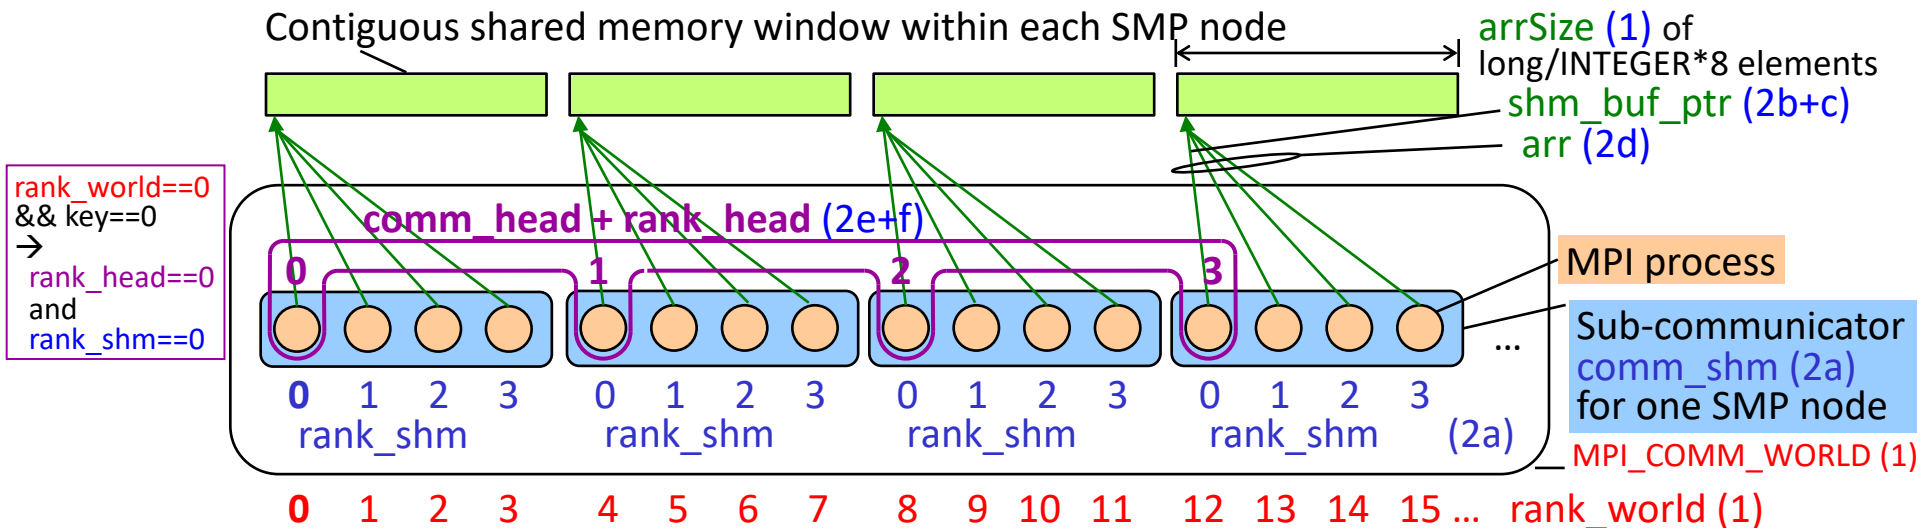 Contiguous shared memory window within each SMP node
arrSize (1) of
long/INTEGER*8 elements
shm_buf_ptr (2b+c)
arr (2d)
rank_world==0
&& key==0
→
rank_head==0
and
rank_shm==0
comm_head + rank_head (2e+f)
0 1 2 3
MPI process
Sub-communicator
comm_shm (2a)
for one SMP node
...
0 1 2 3 0 1 2 3 0 1 2 3 0 1 2 3
rank_shm rank_shm rank_shm rank_shm (2a)
MPI_COMM_WORLD (1)
0 1 2 3 4 5 6 7 8 9 10 11 12 13 14 15 ... rank_world (1)